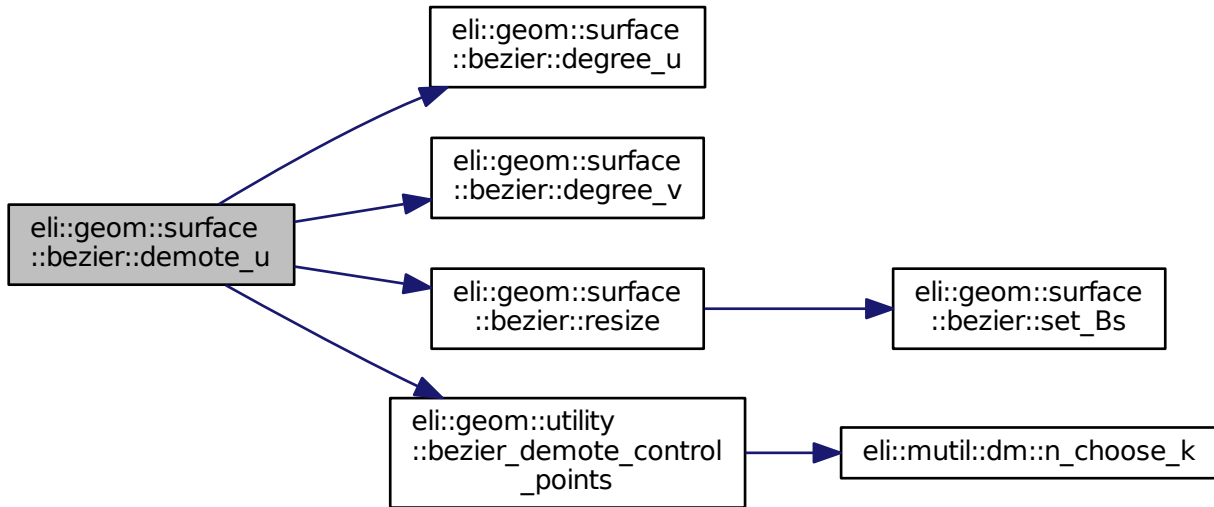 eli::geom::surface
::bezier::demote_u
eli::geom::surface
::bezier::degree_u
eli::geom::surface
::bezier::degree_v
eli::geom::surface
::bezier::resize
eli::geom::surface
::bezier::set_Bs
eli::geom::utility
::bezier_demote_control
_points
eli::mutil::dm::n_choose_k